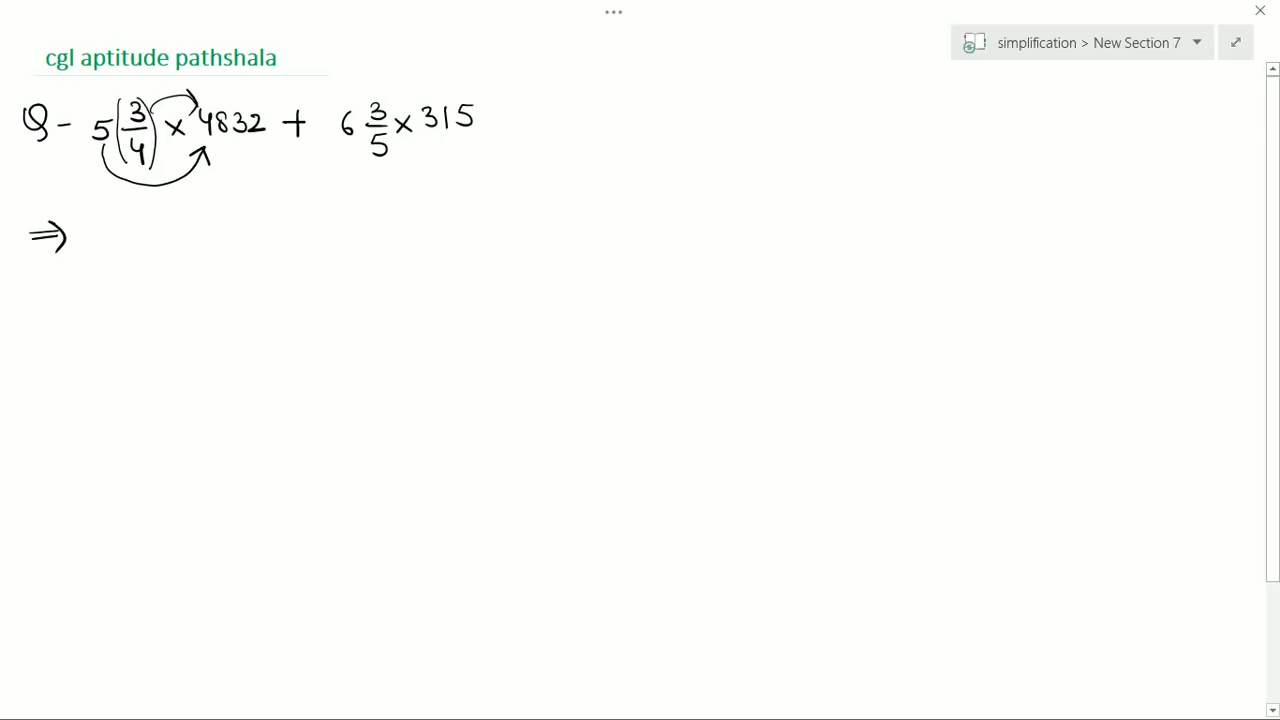 simplification > New Section 7
cgl aptitude pathshala
Q - 5(3/4) × 4832 + 6 3/5 × 315
⇒